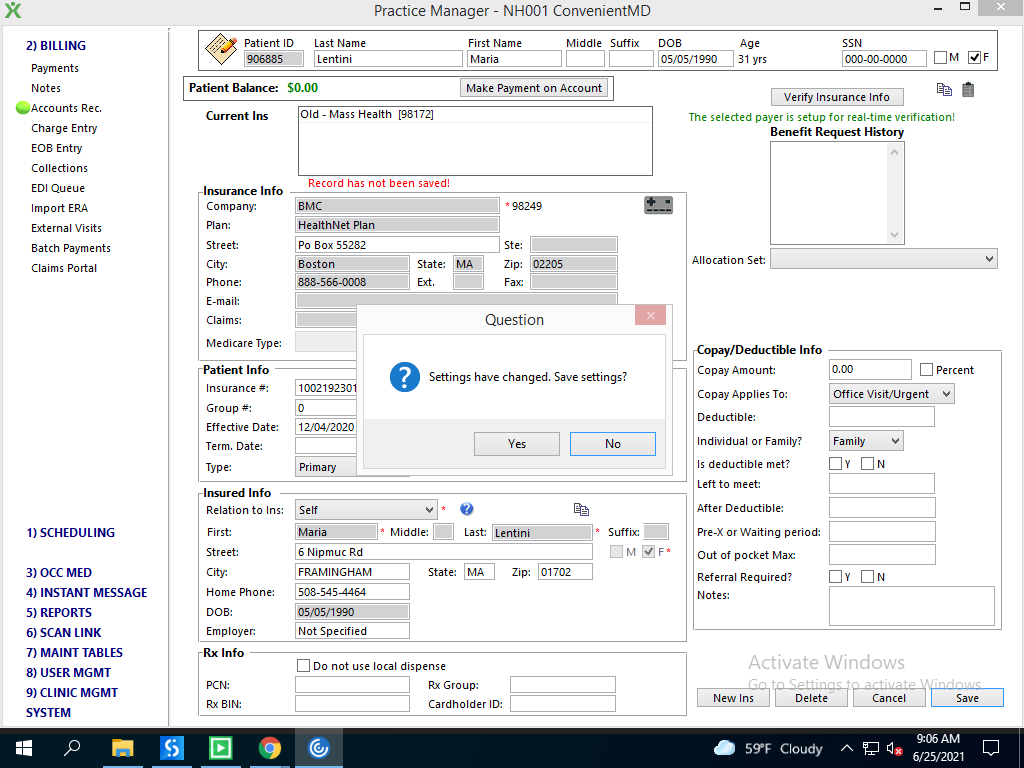 Practice Manager - NH001 ConvenientMD
2) BILLING
Payments
Notes
Accounts Rec.
Charge Entry
EOB Entry
Collections
EDI Queue
Import ERA
External Visits
Batch Payments
Claims Portal
1) SCHEDULING
3) OCC MED
4) INSTANT MESSAGE
5) REPORTS
6) SCAN LINK
7) MAINT TABLES
8) USER MGMT
9) CLINIC MGMT
SYSTEM
Patient ID Last Name First Name Middle Suffix DOB Age SSN
906885 Lentini Maria 05/05/1990 31 yrs 000-00-0000 M F
Patient Balance: $0.00 Make Payment on Account
Verify Insurance Info
The selected payer is setup for real-time verification!
Benefit Request History
Allocation Set:
Current Ins Old - Mass Health [98172]
Record has not been saved!
Insurance Info
Company: BMC * 98249
Plan: HealthNet Plan
Street: Po Box 55282 Ste:
City: Boston State: MA Zip: 02205
Phone: 888-566-0008 Ext. Fax:
E-mail:
Claims:
Medicare Type:
Question
Settings have changed. Save settings?
Yes No
Patient Info
Insurance #: 1002192301
Group #: 0
Effective Date: 12/04/2020
Term. Date:
Type: Primary
Insured Info
Relation to Ins: Self *
First: Maria * Middle: Last: Lentini * Suffix:
Street: 6 Nipmuc Rd M F *
City: FRAMINGHAM State: MA Zip: 01702
Home Phone: 508-545-4464
DOB: 05/05/1990
Employer: Not Specified
Rx Info
Do not use local dispense
PCN: Rx Group:
Rx BIN: Cardholder ID:
Copay/Deductible Info
Copay Amount: 0.00 Percent
Copay Applies To: Office Visit/Urgent
Deductible:
Individual or Family? Family
Is deductible met? Y N
Left to meet:
After Deductible:
Pre-X or Waiting period:
Out of pocket Max:
Referral Required? Y N
Notes:
Activate Windows
Go to Settings to activate Windows.
New Ins Delete Cancel Save
59°F Cloudy
9:06 AM
6/25/2021